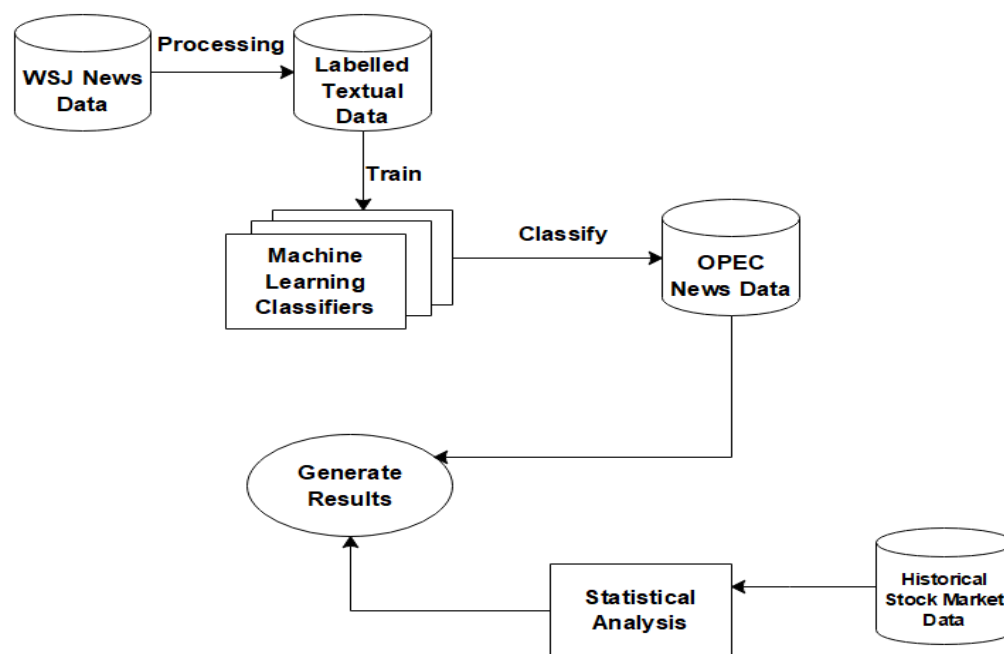 Processing
WSJ News
Data
Labelled
Textual
Data
Train
Machine
Learning
Classifiers
Classify
OPEC
News Data
Generate
Results
Statistical
Analysis
Historical
Stock Market
Data